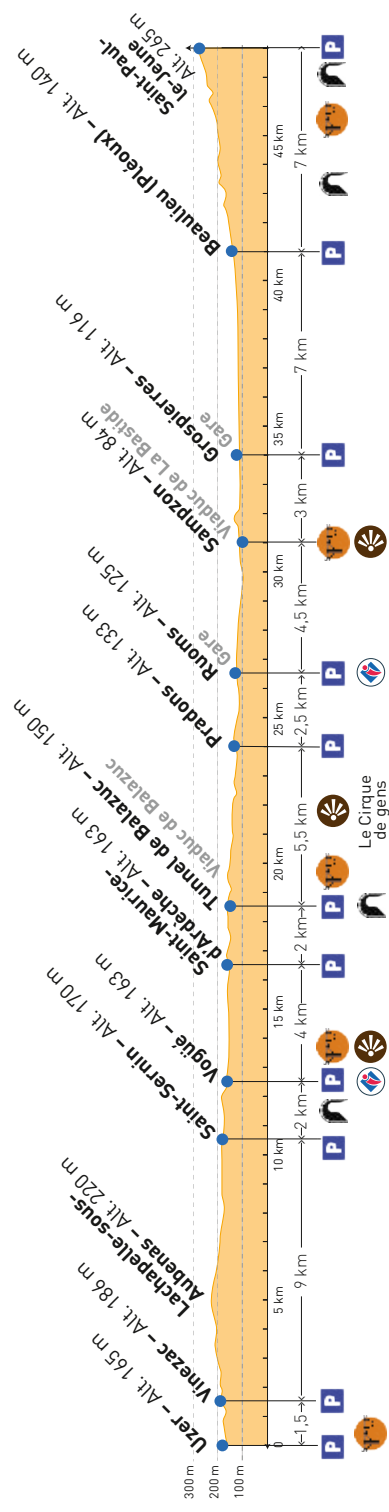 Uzer – Alt. 165 m
Vinezac – Alt. 186 m
Lachapelle-sous-
Aubenas – Alt. 220 m
Saint-Sernin – Alt. 170 m
Vogüé – Alt. 163 m
Saint-Maurice-
d'Ardèche – Alt. 163 m
Tunnel de Balazuc – Alt. 150 m
Viaduc de Balazuc
Pradons – Alt. 133 m
Ruoms – Alt. 125 m
Gare
Sampzon – Alt. 84 m
Viaduc de La Bastide
Grospierres – Alt. 116 m
Gare
Beaulieu (Pléoux) – Alt. 140 m
Saint-Paul-
le-Jeune
Alt. 265 m
300 m
200 m
100 m
0
5 km
10 km
15 km
20 km
25 km
30 km
35 km
40 km
45 km
1,5
9 km
2 km
4 km
2 km
5,5 km
2,5 km
4,5 km
3 km
7 km
7 km
P
P
P
P
P
P
P
P
P
P
P
Le Cirque
de gens